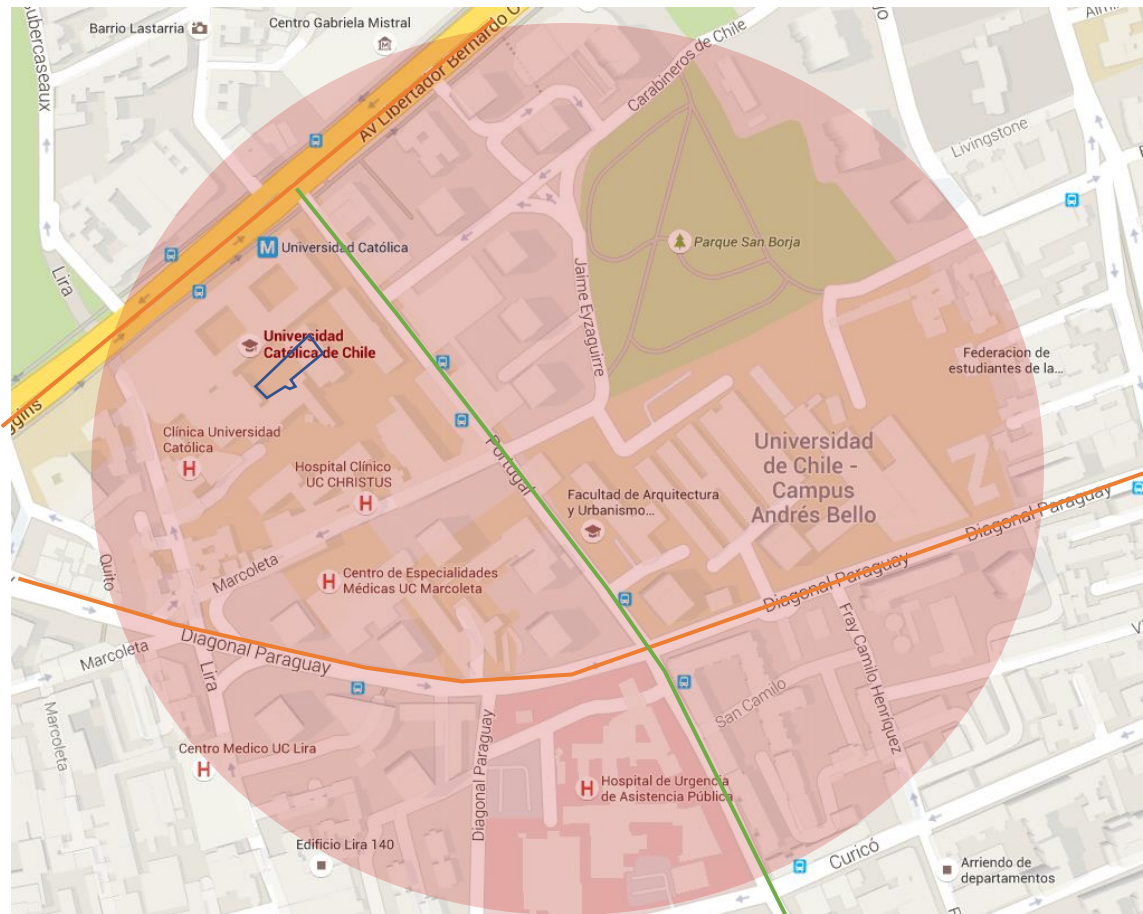 Barrio Lastarria
Centro Gabriela Mistral
ubercaseaux
Av Libertador Bernardo O
Carabineros de Chile
Livingstone
M Universidad Católica
Parque San Borja
Lira
Jaime Eyzaguirre
Universidad
Católica de Chile
Federacion de
estudiantes de la...
ggins
Clínica Universidad
Católica
H
Hospital Clínico
UC CHRISTUS
H
Portugal
Universidad
de Chile -
Campus
Andrés Bello
Facultad de Arquitectura
y Urbanismo...
Diagonal Paraguay
Quito
Marcoleta
H Centro de Especialidades
Médicas UC Marcoleta
Diagonal Paraguay
Fray Camilo Henríquez
Marcoleta
Diagonal Paraguay
Lira
San Camilo
Marcoleta
Centro Medico UC Lira
H
Diagonal Paraguay
H Hospital de Urgencia
de Asistencia Pública
Edificio Lira 140
Curicó
Arriendo de
departamentos